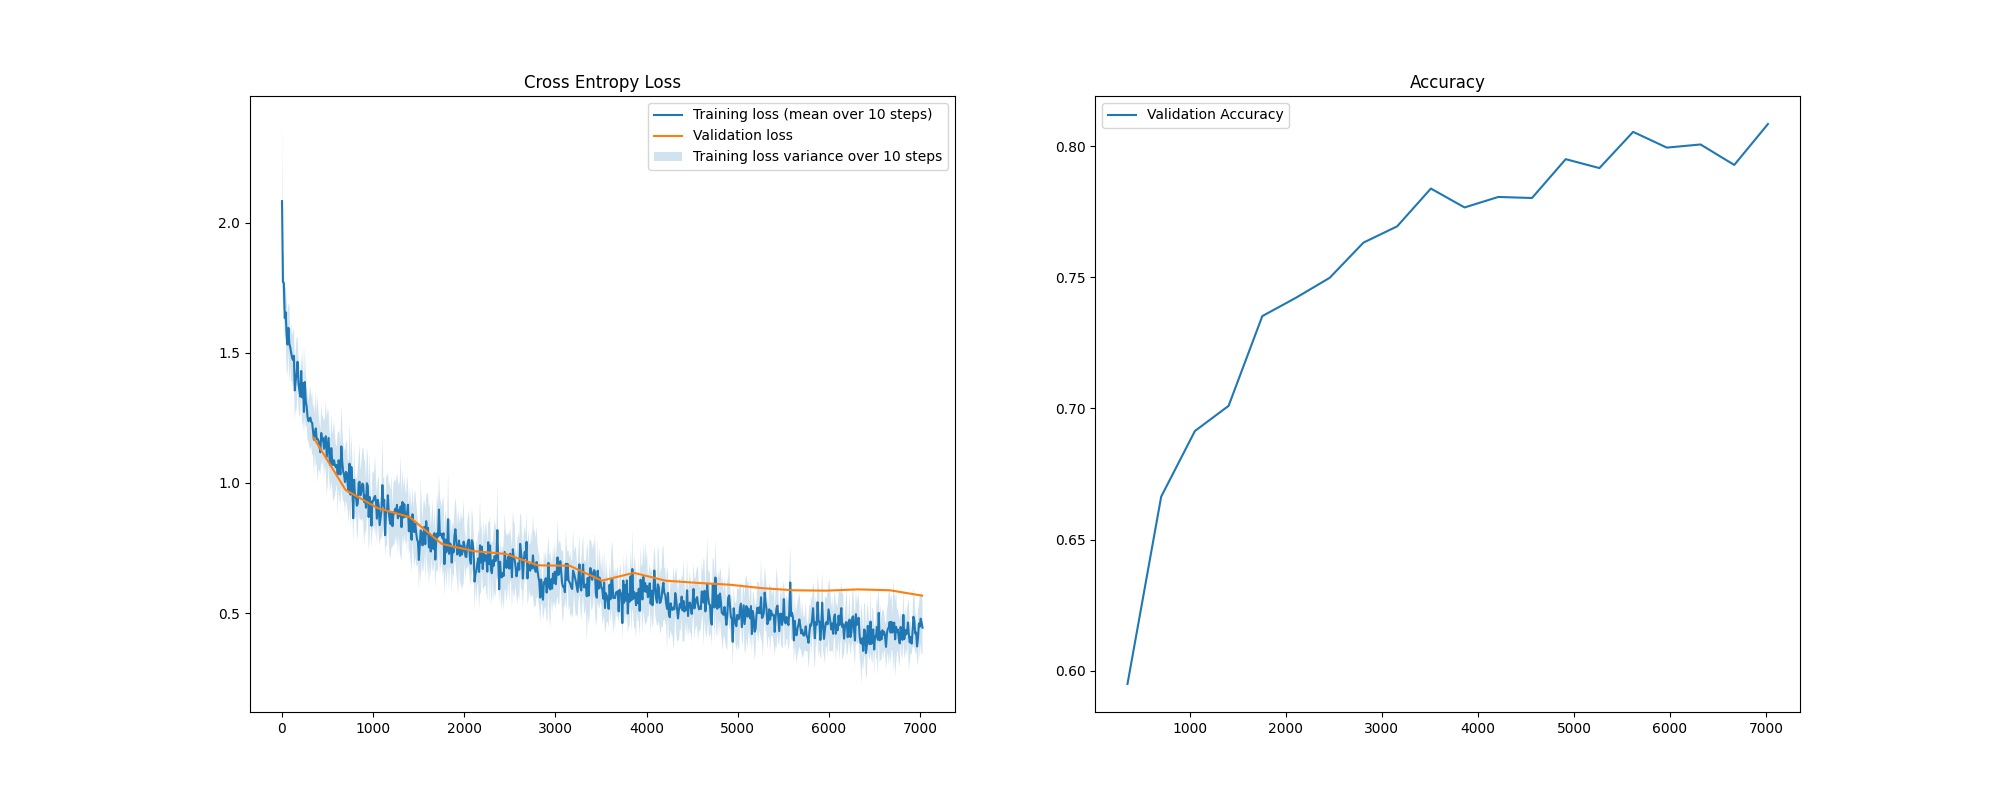 Cross Entropy Loss
Training loss (mean over 10 steps)
Validation loss
Training loss variance over 10 steps
2.0
1.5
1.0
0.5
0 1000 2000 3000 4000 5000 6000 7000
Accuracy
Validation Accuracy
0.80
0.75
0.70
0.65
0.60
1000 2000 3000 4000 5000 6000 7000